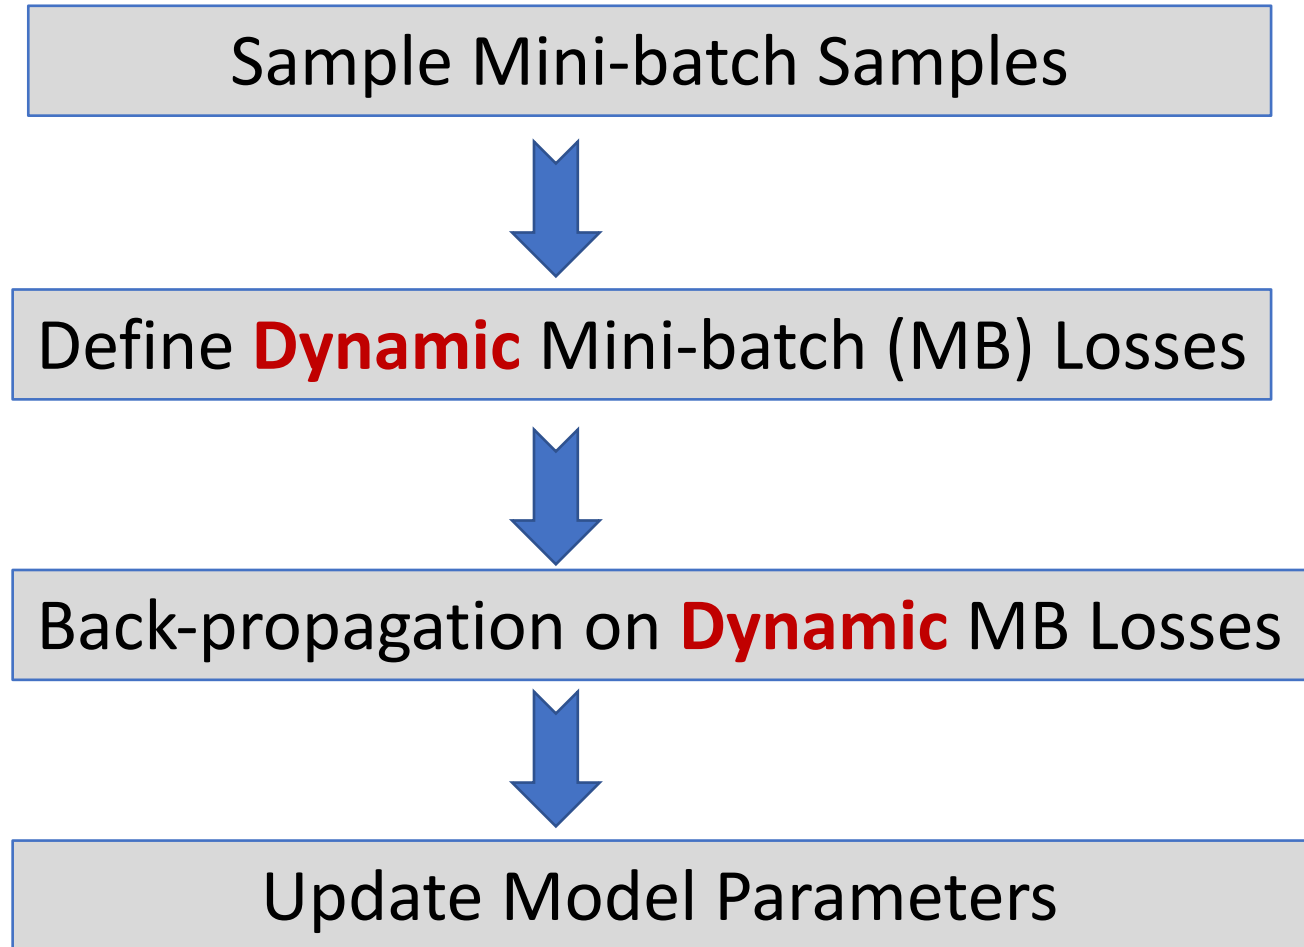 Sample Mini-batch Samples
Define Dynamic Mini-batch (MB) Losses
Back-propagation on Dynamic MB Losses
Update Model Parameters